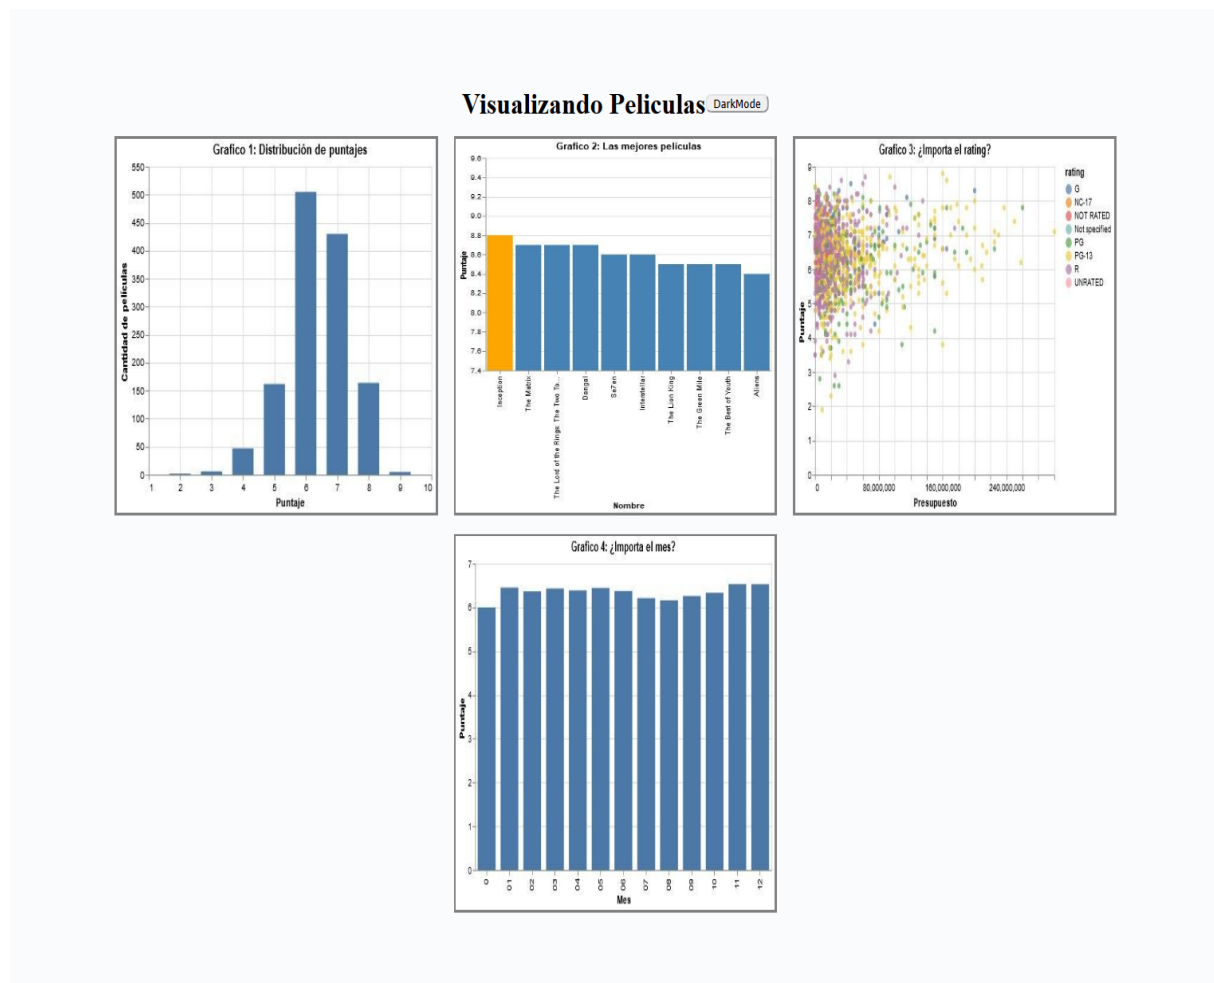 Visualizando Peliculas DarkMode
Grafico 1: Distribución de puntajes
Cantidad de películas
550
500
450
400
350
300
250
200
150
100
50
0
1 2 3 4 5 6 7 8 9 10
Puntaje
Grafico 2: Las mejores películas
Puntaje
9.6
9.4
9.2
9.0
8.8
8.6
8.4
8.2
8.0
7.8
7.6
7.4
Inception
The Matrix
The Lord of the Rings: The Two To...
Dangal
Se7en
Interstellar
The Lion King
The Green Mile
The Best of Youth
Aliens
Nombre
Grafico 3: ¿Importa el rating?
Puntaje
9
8
7
6
5
4
3
2
1
0
0 80,000,000 160,000,000 240,000,000
Presupuesto
rating
G
NC-17
NOT RATED
Not specified
PG
PG-13
R
UNRATED
Grafico 4: ¿Importa el mes?
Puntaje
7
6
5
4
3
2
1
0
0 01 02 03 04 05 06 07 08 09 10 11 12
Mes